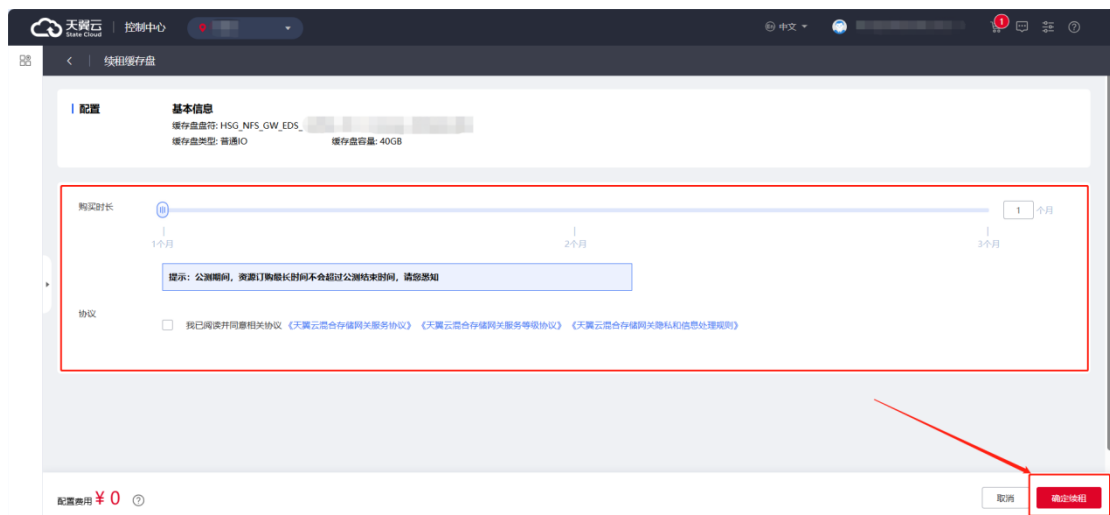 天翼云 控制中心 中文 1
State Cloud
续租缓存盘
配置 基本信息
缓存盘盘符: HSG_NFS_GW_EDS_
缓存盘类型: 普通IO 缓存盘容量: 40GB
购买时长 1 个月
1个月 2个月 3个月
提示：公测期间，资源订购最长时间不会超过公测结束时间，请您悉知
协议
我已阅读并同意相关协议 《天翼云混合存储网关服务协议》 《天翼云混合存储网关服务等级协议》 《天翼云混合存储网关隐私和信息处理规则》
配置费用 ¥ 0 取消 确定续租